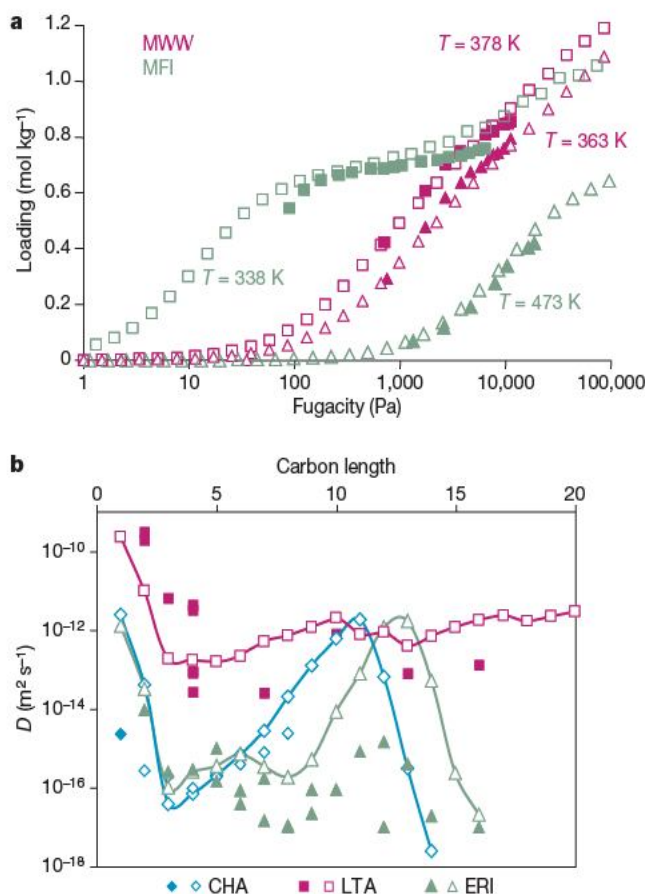 a
MWW
MFI
T = 378 K
T = 363 K
T = 338 K
T = 473 K
Loading (mol kg⁻¹)
1.2
1.0
0.8
0.6
0.4
0.2
0
1 10 100 1,000 10,000 100,000
Fugacity (Pa)
b
Carbon length
0 5 10 15 20
D (m² s⁻¹)
10⁻¹⁰
10⁻¹²
10⁻¹⁴
10⁻¹⁶
10⁻¹⁸
CHA LTA ERI